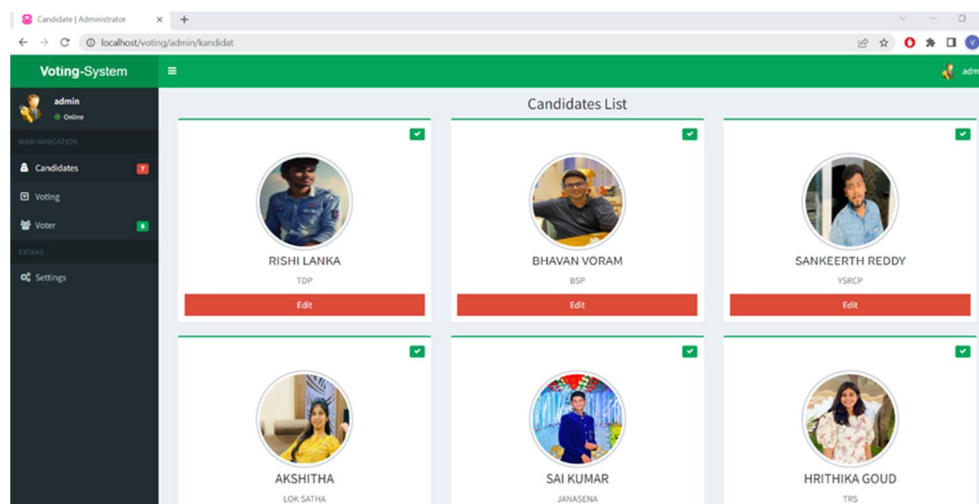 Candidate | Administrator
localhost/voting/admin/kandidat
Voting-System
adm
admin
Online
MAIN NAVIGATION
Candidates 7
Voting
Voter 6
EXTRAS
Settings
Candidates List
RISHI LANKA
TDP
Edit
BHAVAN VORAM
BSP
Edit
SANKEERTH REDDY
YSRCP
Edit
AKSHITHA
LOK SATHA
SAI KUMAR
JANASENA
HRITHIKA GOUD
TRS